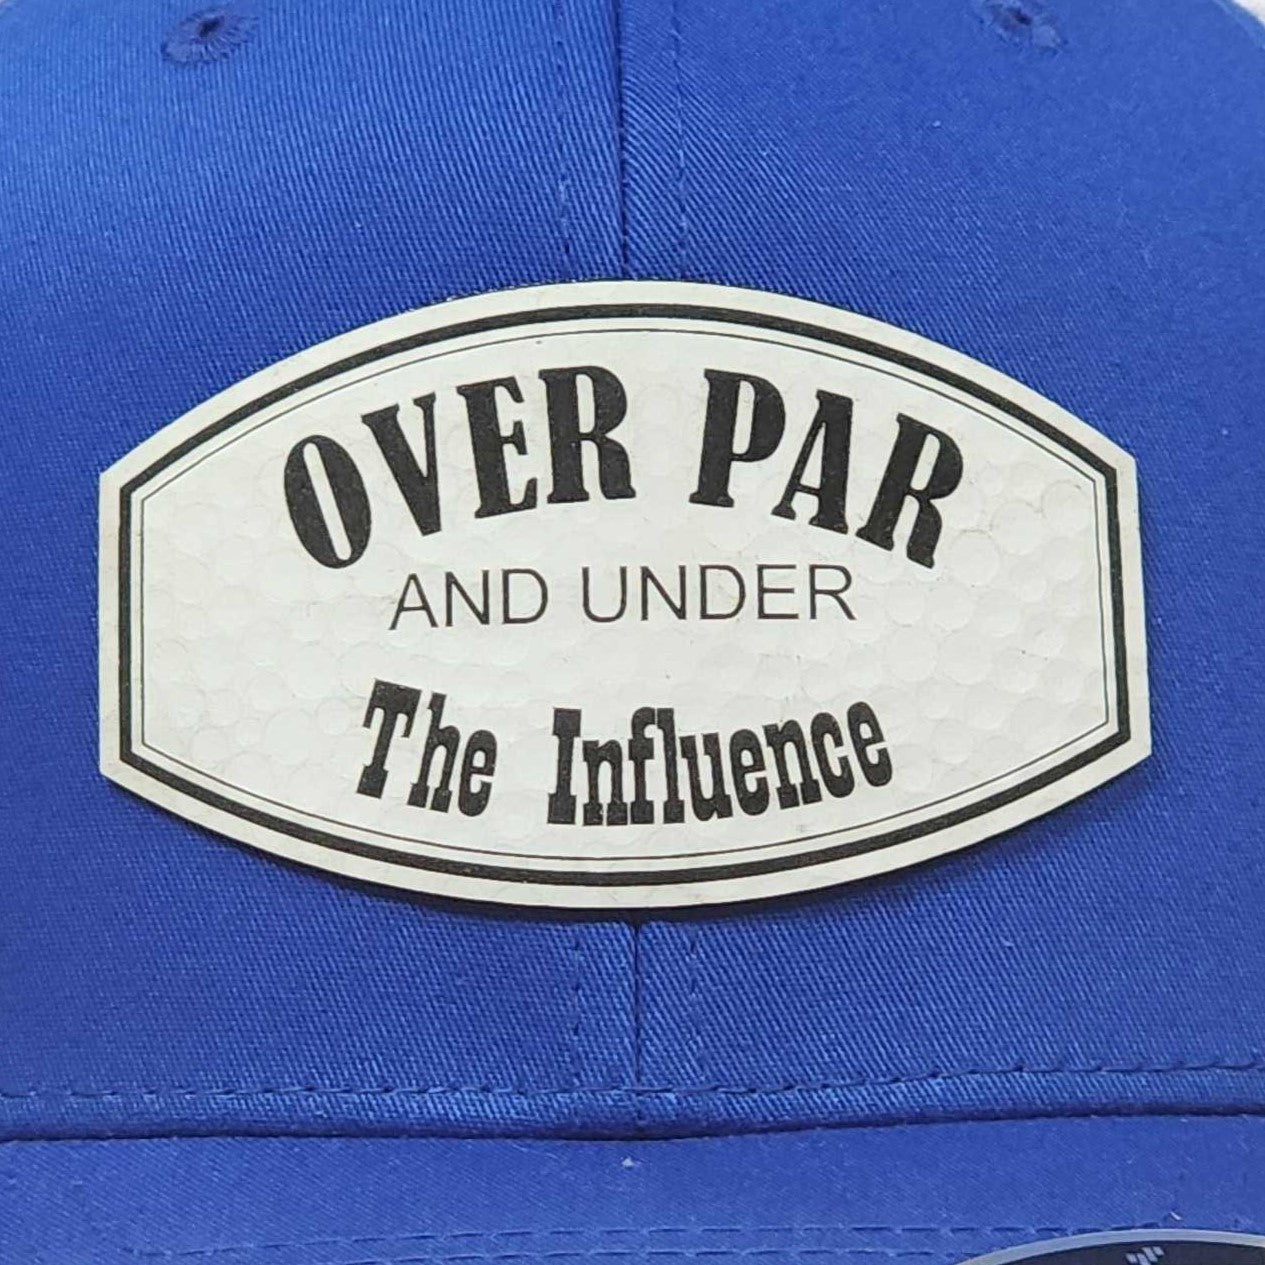 OVER PAR
AND UNDER
The Influence